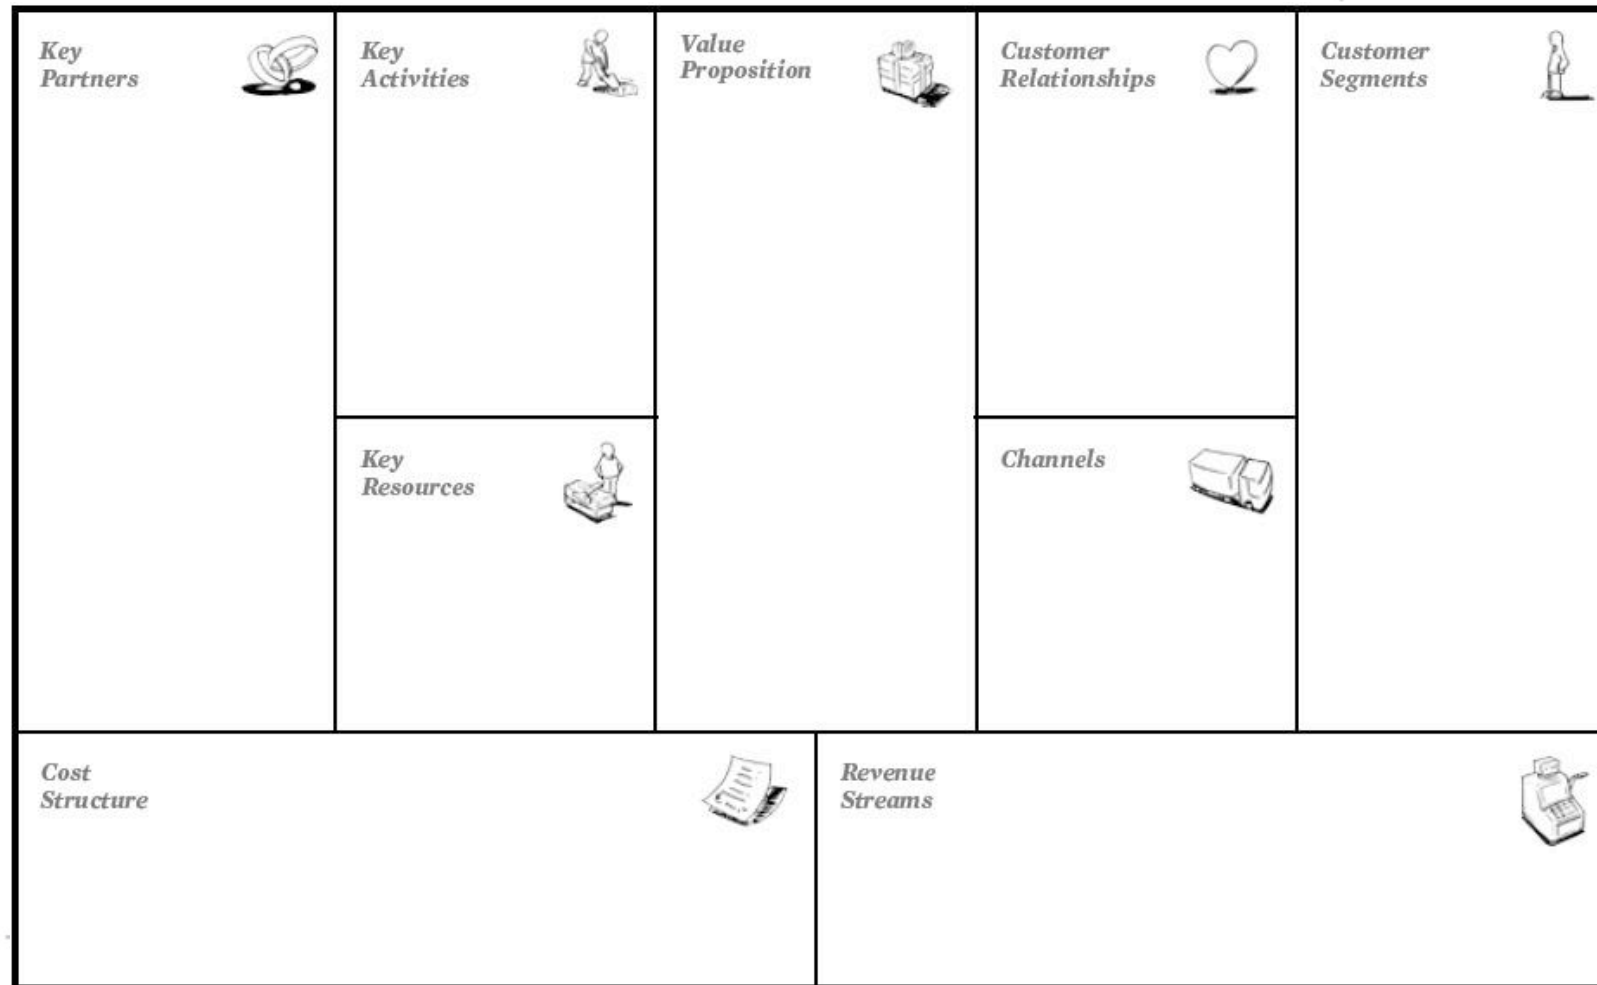 Key
Partners
Key
Activities
Value
Proposition
Customer
Relationships
Customer
Segments
Key
Resources
Channels
Cost
Structure
Revenue
Streams